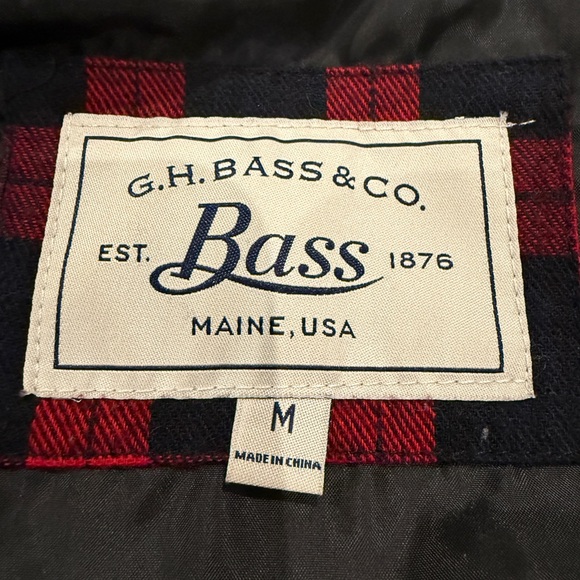 G.H. BASS & CO.
EST. Bass 1876
MAINE, USA
M
MADE IN CHINA